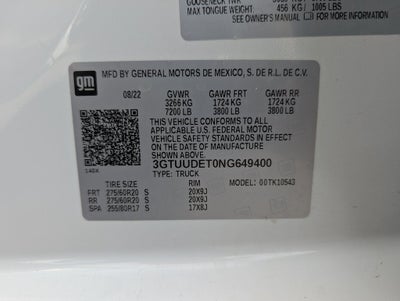 GOOSENECK TWR
MAX TONGUE WEIGHT 456 KG/ 1005 LBS
SEE OWNER'S MANUAL FOR MORE INFO
gm
MFD BY GENERAL MOTORS DE MEXICO, S. DE R.L. DE C.V.
08/22 GVWR GAWR FRT GAWR RR
3266 KG 1724 KG 1724 KG
7200 LB 3800 LB 3800 LB
THIS VEHICLE CONFORMS TO ALL
APPLICABLE U.S. FEDERAL MOTOR
VEHICLE SAFETY STANDARDS IN
EFFECT ON THE DATE OF
MANUFACTURE SHOWN ABOVE.
3GTUUDET0NG649400
TYPE: TRUCK
TIRE SIZE RIM MODEL: 00TK10543
FRT 275/60R20 S 20X9J
RR 275/60R20 S 20X9J
SPA 255/80R17 S 17X8J